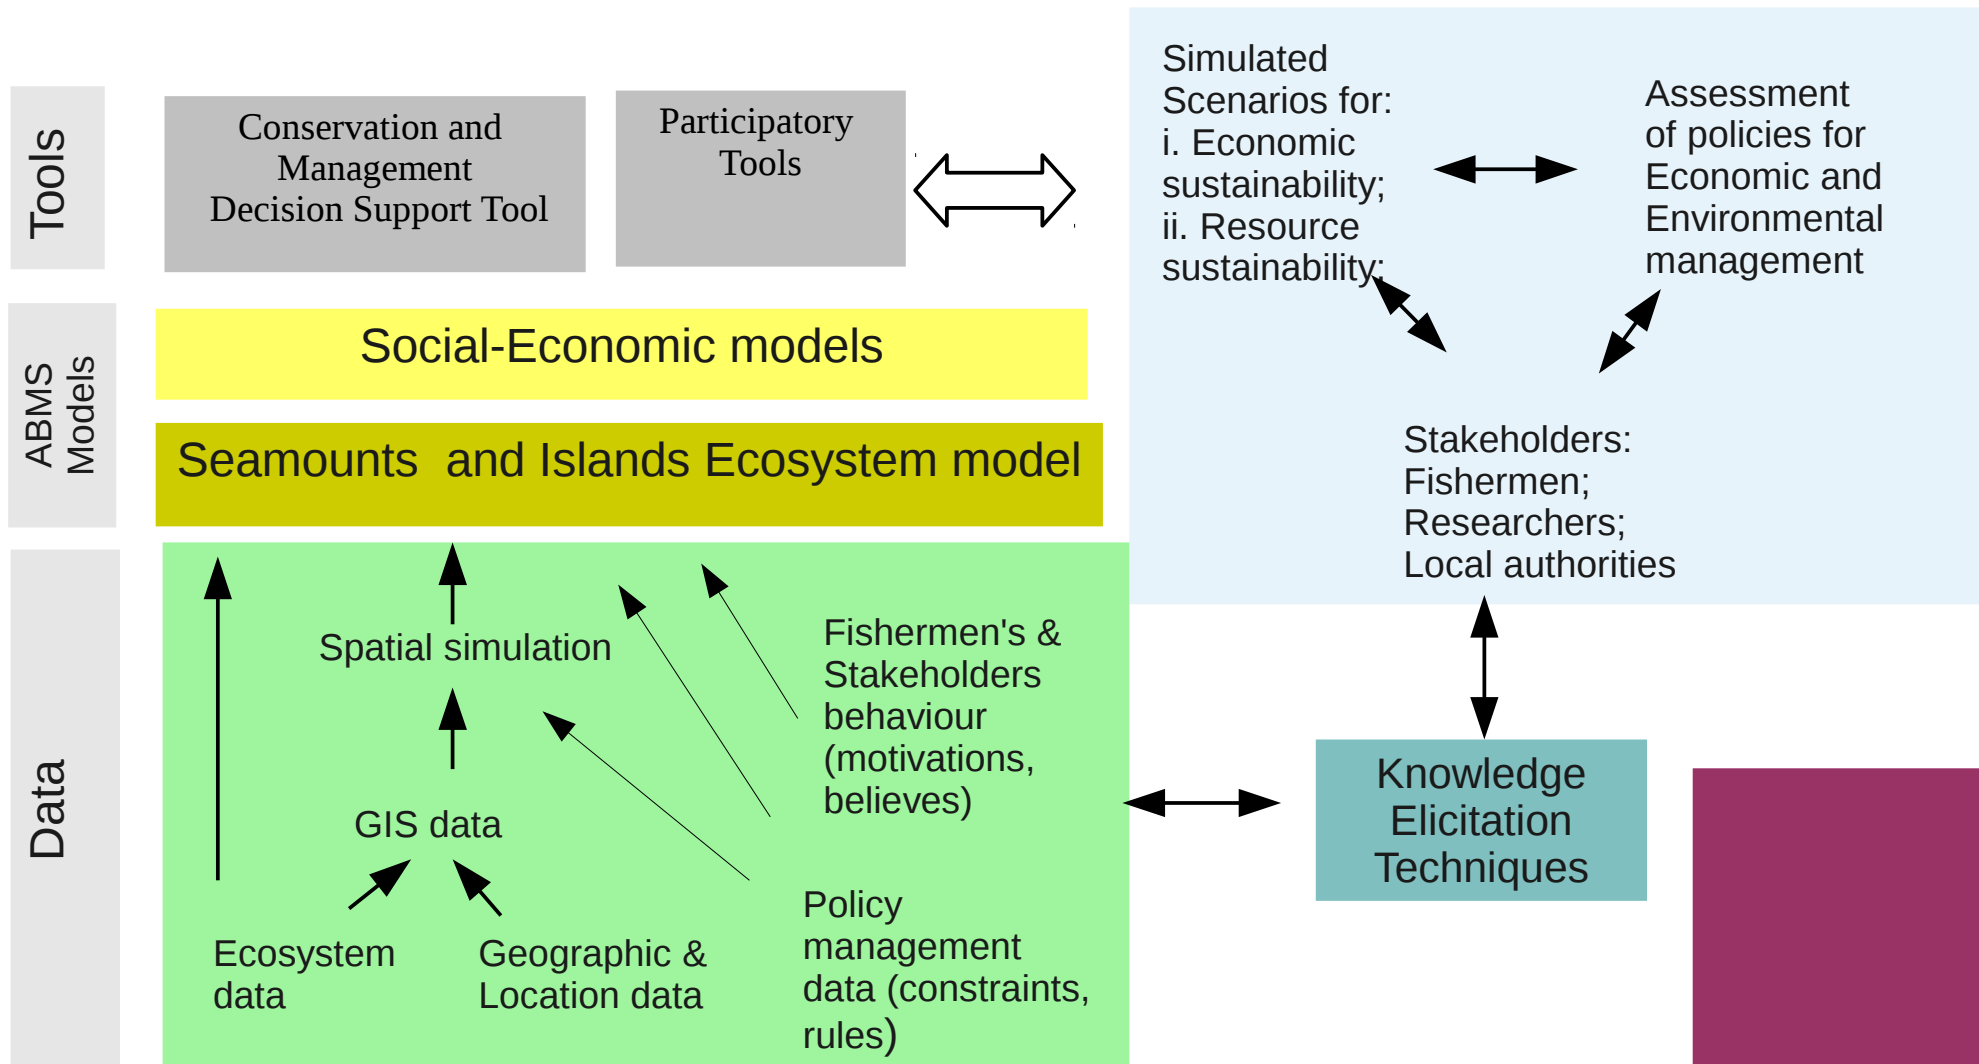 Tools
Conservation and
Management
Decision Support Tool
Participatory
Tools
Simulated
Scenarios for:
i. Economic
sustainability;
ii. Resource
sustainability;
Assessment
of policies for
Economic and
Environmental
management
ABMS
Models
Social-Economic models
Seamounts  and Islands Ecosystem model
Stakeholders:
Fishermen;
Researchers;
Local authorities
Data
Spatial simulation
Fishermen's &
Stakeholders
behaviour
(motivations,
believes)
GIS data
Ecosystem
data
Geographic &
Location data
Policy
management
data (constraints,
rules)
Knowledge
Elicitation
Techniques